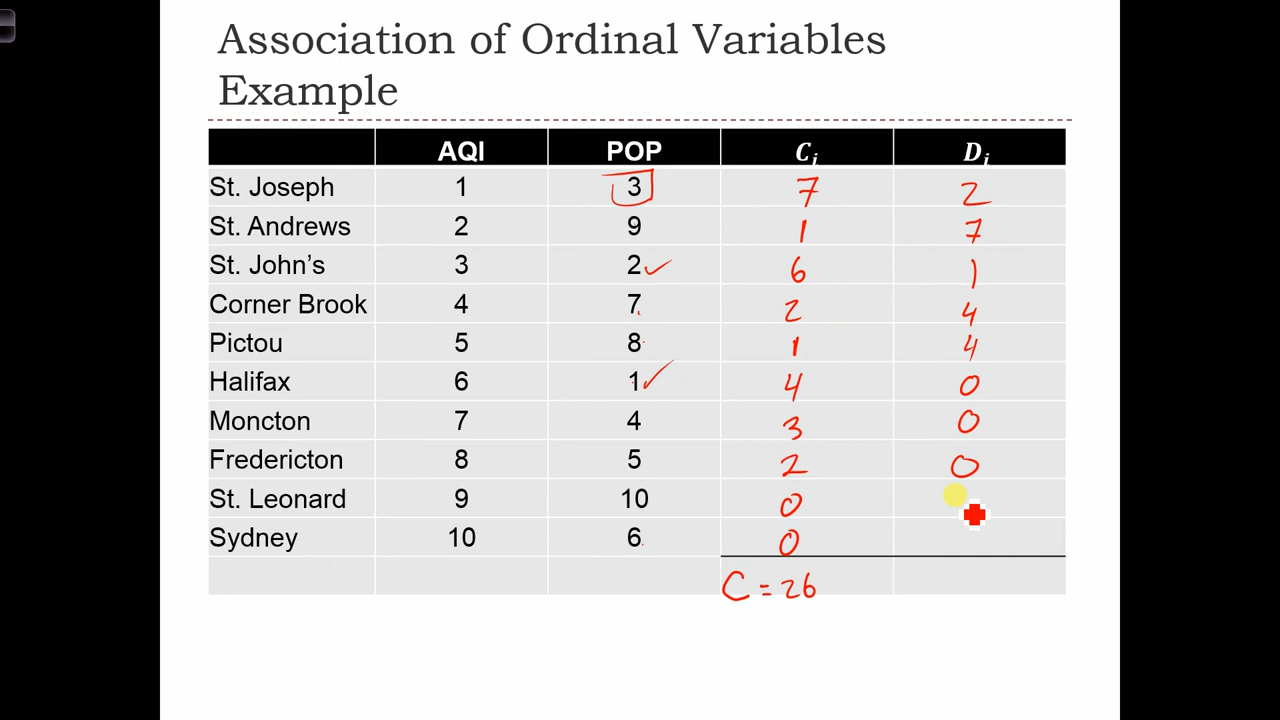 Association of Ordinal Variables
Example
AQI POP Cᵢ Dᵢ
St. Joseph 1 3 7 2
St. Andrews 2 9 1 7
St. John’s 3 2 6 1
Corner Brook 4 7 2 4
Pictou 5 8 1 4
Halifax 6 1 4 0
Moncton 7 4 3 0
Fredericton 8 5 2 0
St. Leonard 9 10 0
Sydney 10 6 0
C = 26